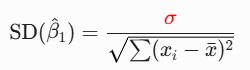 SD(β̂₁) = σ / √∑(xᵢ − x̄)²